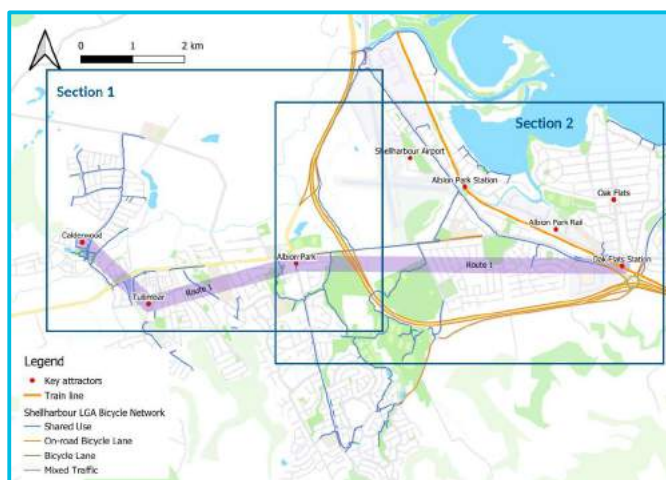 0 1 2 km
Section 1
Section 2
Shellharbour Airport
Albion Park Station
Oak Flats
Albion Park Rail
Calderwood
Albion Park
Route 1
Oak Flats Station
Route 1
Tullimbar
Legend
Key attractors
Train line
Shellharbour LGA Bicycle Network
Shared Use
On-road Bicycle Lane
Bicycle Lane
Mixed Traffic